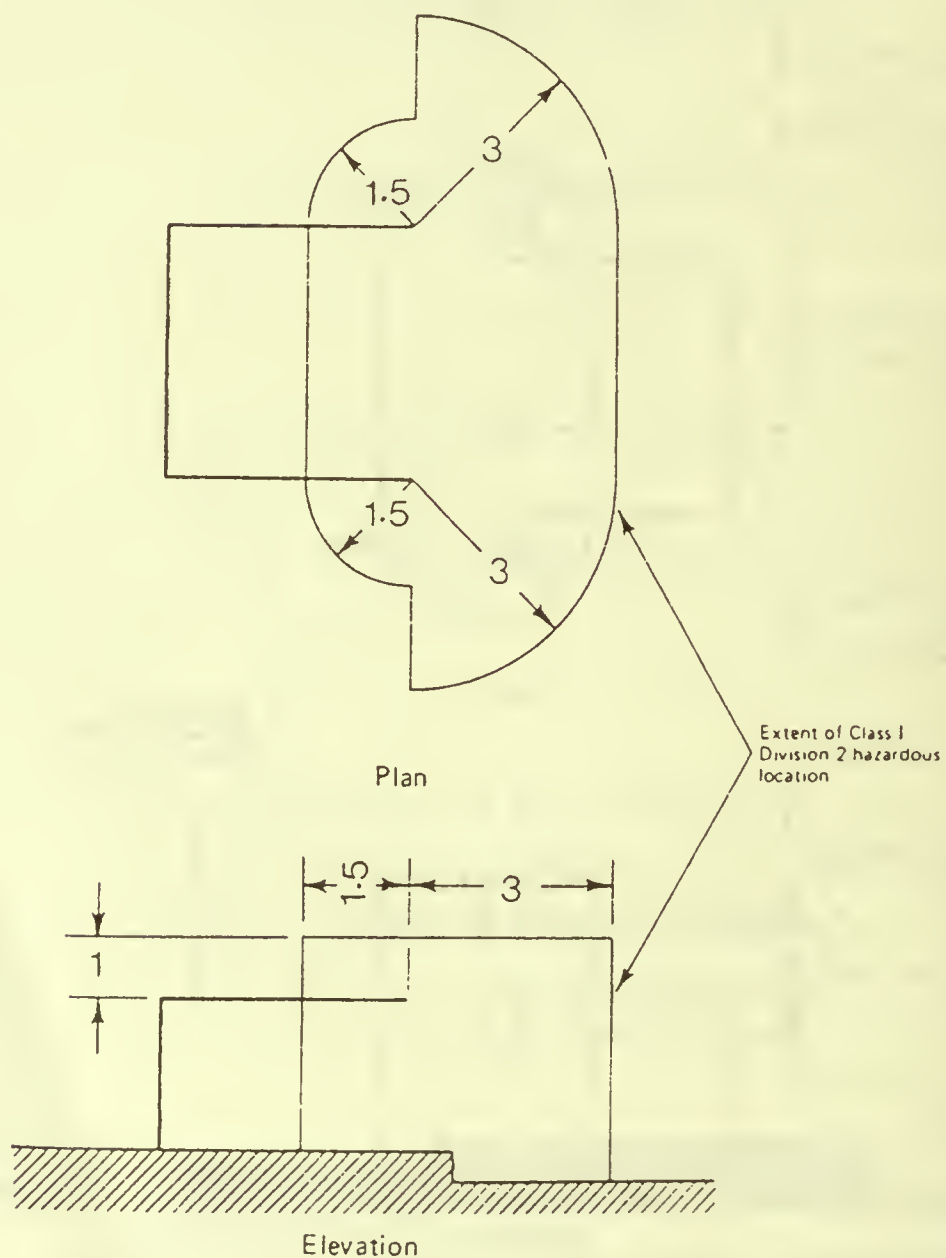 3
1.5
1.5
3
Extent of Class I
Division 2 hazardous
location
Plan
1.5
3
1
Elevation